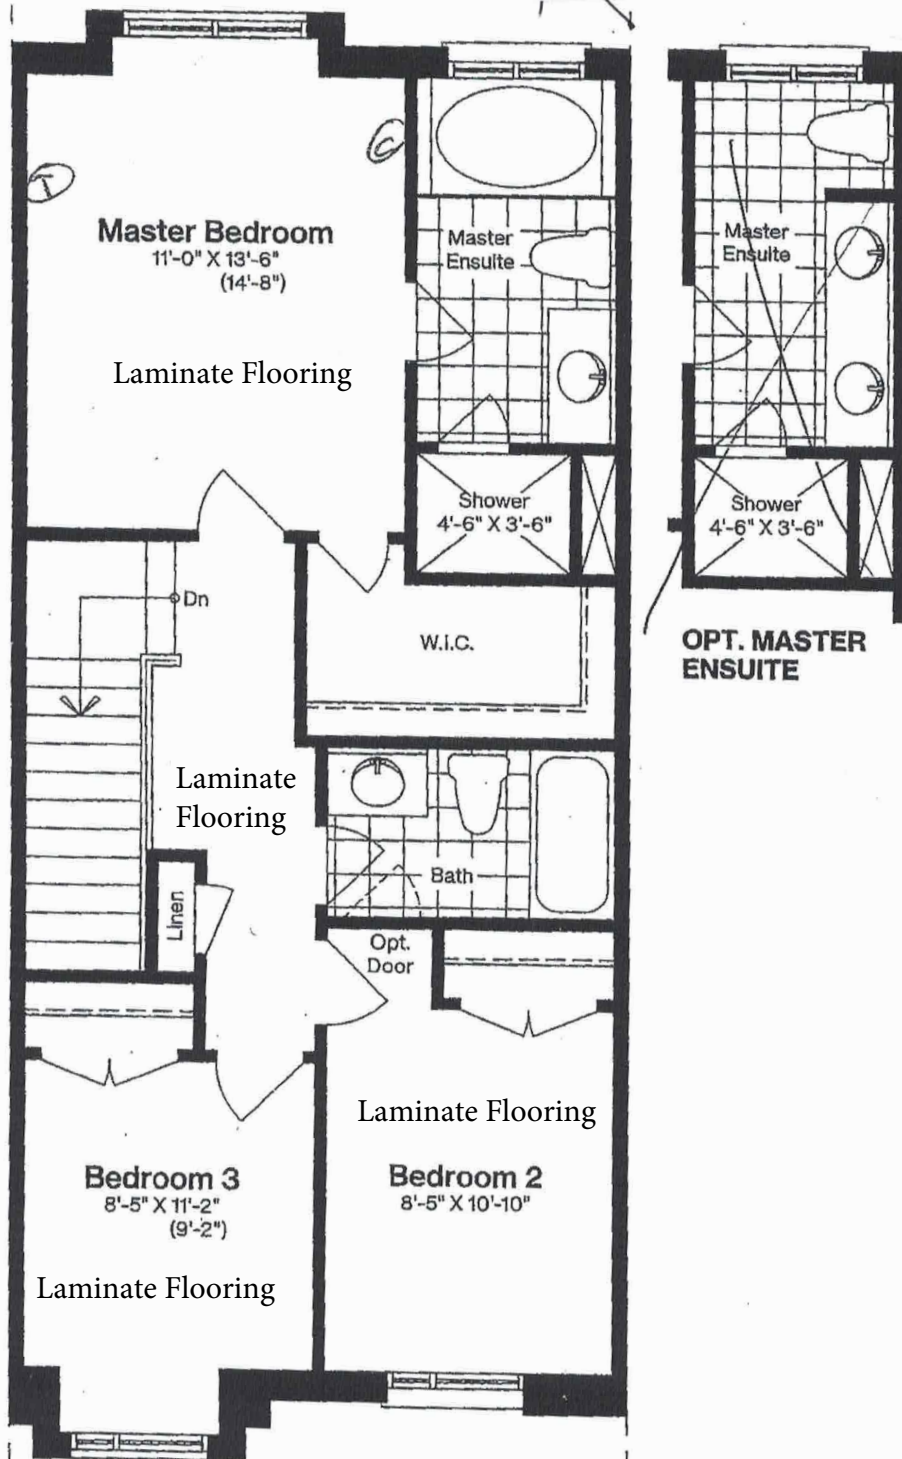 Master Bedroom
11'-0" X 13'-6"
(14'-8")
Laminate Flooring
Master
Ensuite
Shower
4'-6" X 3'-6"
Master
Ensuite
Shower
4'-6" X 3'-6"
OPT. MASTER
ENSUITE
Dn
W.I.C.
Laminate
Flooring
Linen
Bath
Opt.
Door
Laminate Flooring
Bedroom 2
8'-5" X 10'-10"
Bedroom 3
8'-5" X 11'-2"
(9'-2")
Laminate Flooring